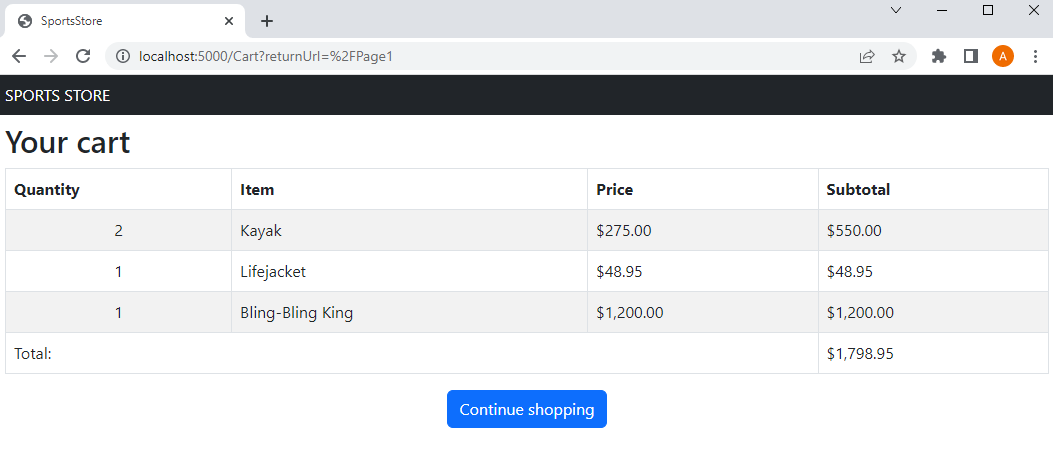 SportsStore
localhost:5000/Cart?returnUrl=%2FPage1
A
SPORTS STORE
Your cart
Quantity Item Price Subtotal
2 Kayak $275.00 $550.00
1 Lifejacket $48.95 $48.95
1 Bling-Bling King $1,200.00 $1,200.00
Total: $1,798.95
Continue shopping